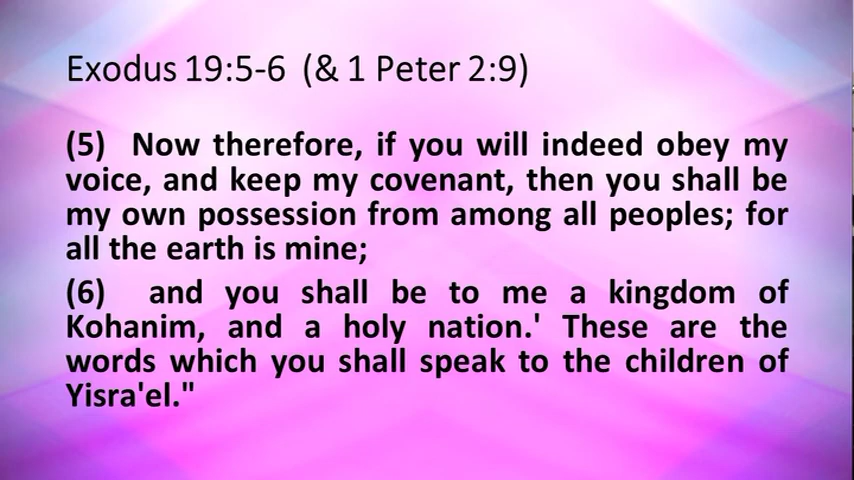 Exodus 19:5-6 (& 1 Peter 2:9)
(5) Now therefore, if you will indeed obey my
voice, and keep my covenant, then you shall be
my own possession from among all peoples; for
all the earth is mine;
(6) and you shall be to me a kingdom of
Kohanim, and a holy nation.' These are the
words which you shall speak to the children of
Yisra'el."